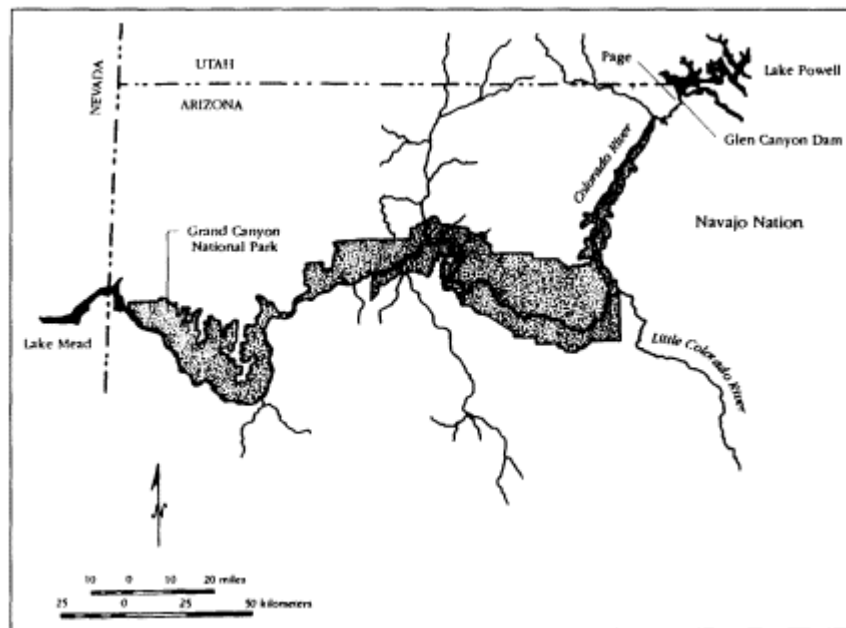 NEVADA
UTAH
ARIZONA
Page
Lake Powell
Glen Canyon Dam
Colorado River
Navajo Nation
Grand Canyon
National Park
Lake Mead
Little Colorado River
N
10 0 10 20 miles
25 0 25 50 kilometers